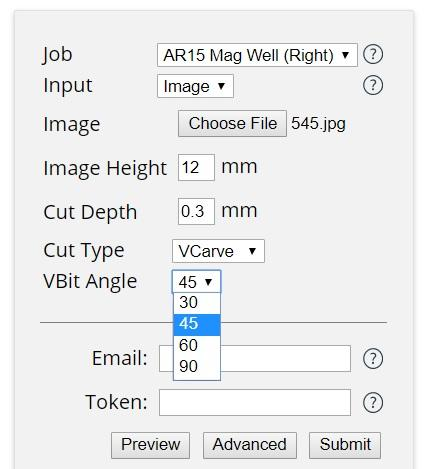 Job AR15 Mag Well (Right) ▼ ?
Input Image ▼ ?
Image Choose File 545.jpg
Image Height 12 mm
Cut Depth 0.3 mm
Cut Type VCarve ▼
VBit Angle 45 ▼
30
45
60
90
Email: ?
Token: ?
Preview Advanced Submit